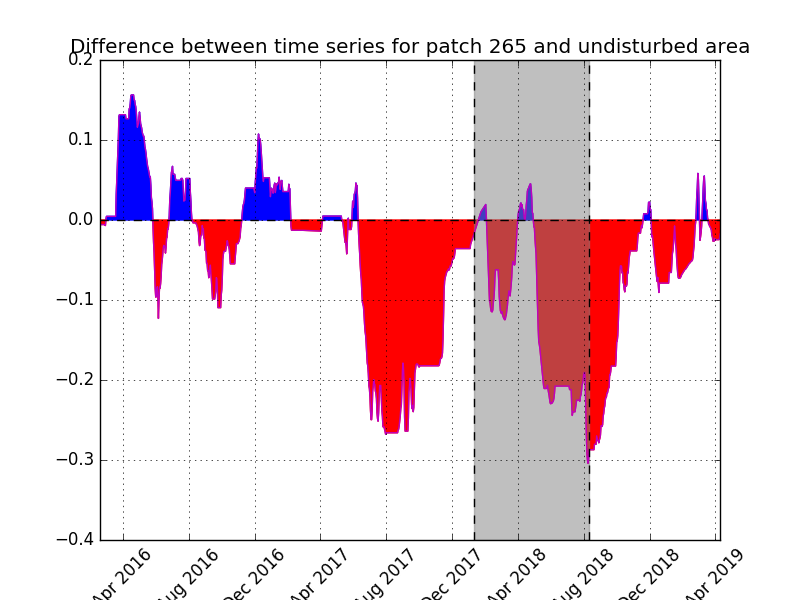 Difference between time series for patch 265 and undisturbed area
0.2
0.1
0.0
−0.1
−0.2
−0.3
−0.4
Apr 2016
Aug 2016
Dec 2016
Apr 2017
Aug 2017
Dec 2017
Apr 2018
Aug 2018
Dec 2018
Apr 2019